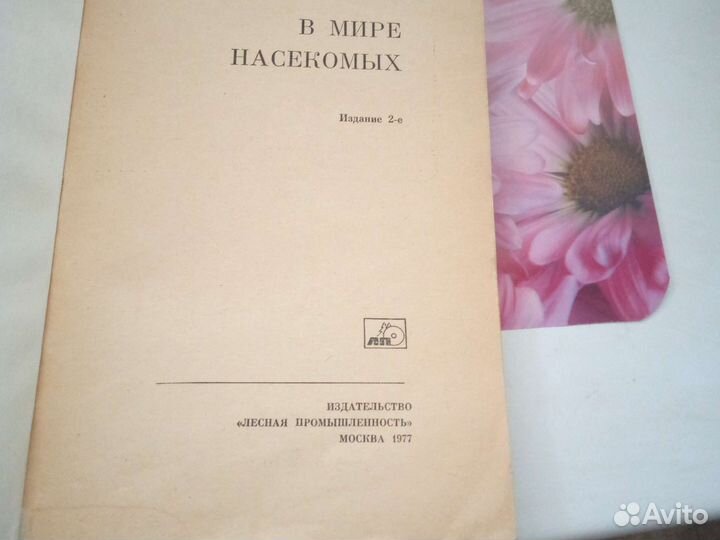 В МИРЕ
НАСЕКОМЫХ
Издание 2-е
ИЗДАТЕЛЬСТВО
«ЛЕСНАЯ ПРОМЫШЛЕННОСТЬ»
МОСКВА 1977
Avito